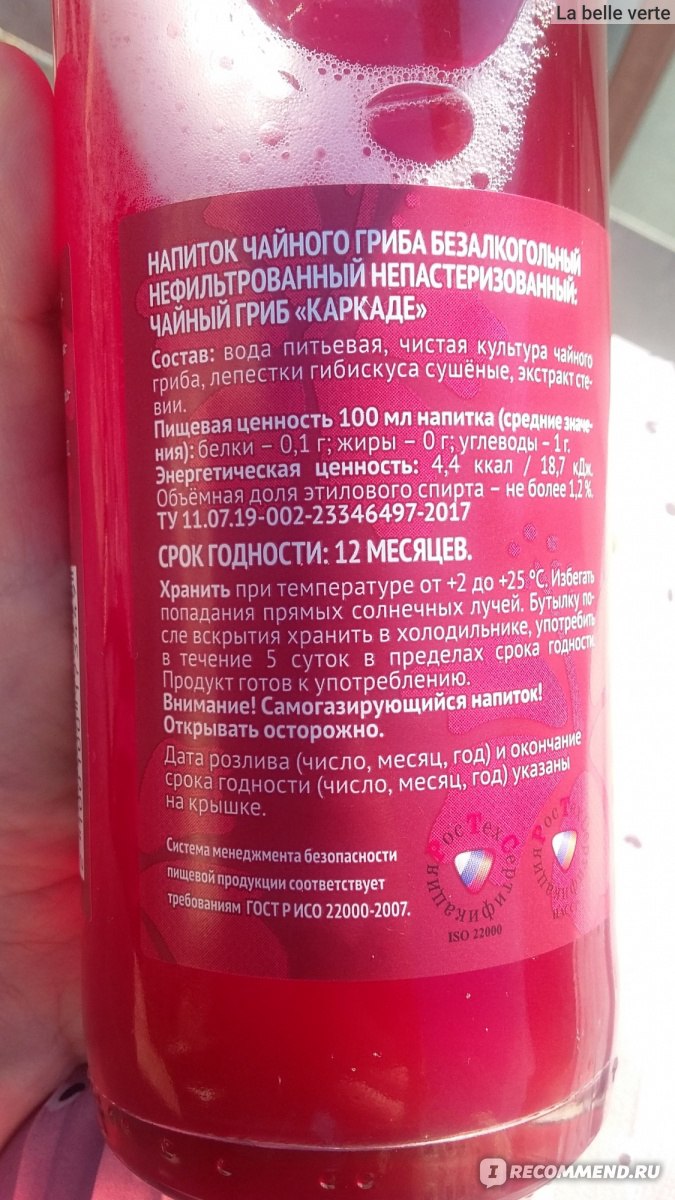 La belle verte
НАПИТОК ЧАЙНОГО ГРИБА БЕЗАЛКОГОЛЬНЫЙ
НЕФИЛЬТРОВАННЫЙ НЕПАСТЕРИЗОВАННЫЙ:
ЧАЙНЫЙ ГРИБ «КАРКАДЕ»
Состав: вода питьевая, чистая культура чайного
гриба, лепестки гибискуса сушёные, экстракт сте-
вии.
Пищевая ценность 100 мл напитка (средние значе-
ния): белки – 0,1 г; жиры – 0 г; углеводы – 1 г.
Энергетическая ценность: 4,4 ккал / 18,7 кДж.
Объёмная доля этилового спирта – не более 1,2%.
ТУ 11.07.19-002-23346497-2017
СРОК ГОДНОСТИ: 12 МЕСЯЦЕВ.
Хранить при температуре от +2 до +25 °С. Избегать
попадания прямых солнечных лучей. Бутылку по-
сле вскрытия хранить в холодильнике, употребить
в течение 5 суток в пределах срока годности.
Продукт готов к употреблению.
Внимание! Самогазирующийся напиток!
Открывать осторожно.
Дата розлива (число, месяц, год) и окончание
срока годности (число, месяц, год) указаны
на крышке.
Система менеджмента безопасности
пищевой продукции соответствует
требованиям ГОСТ Р ИСО 22000-2007.
РосТехСертификация
ISO 22000
РосТех
I RECOMMEND.RU